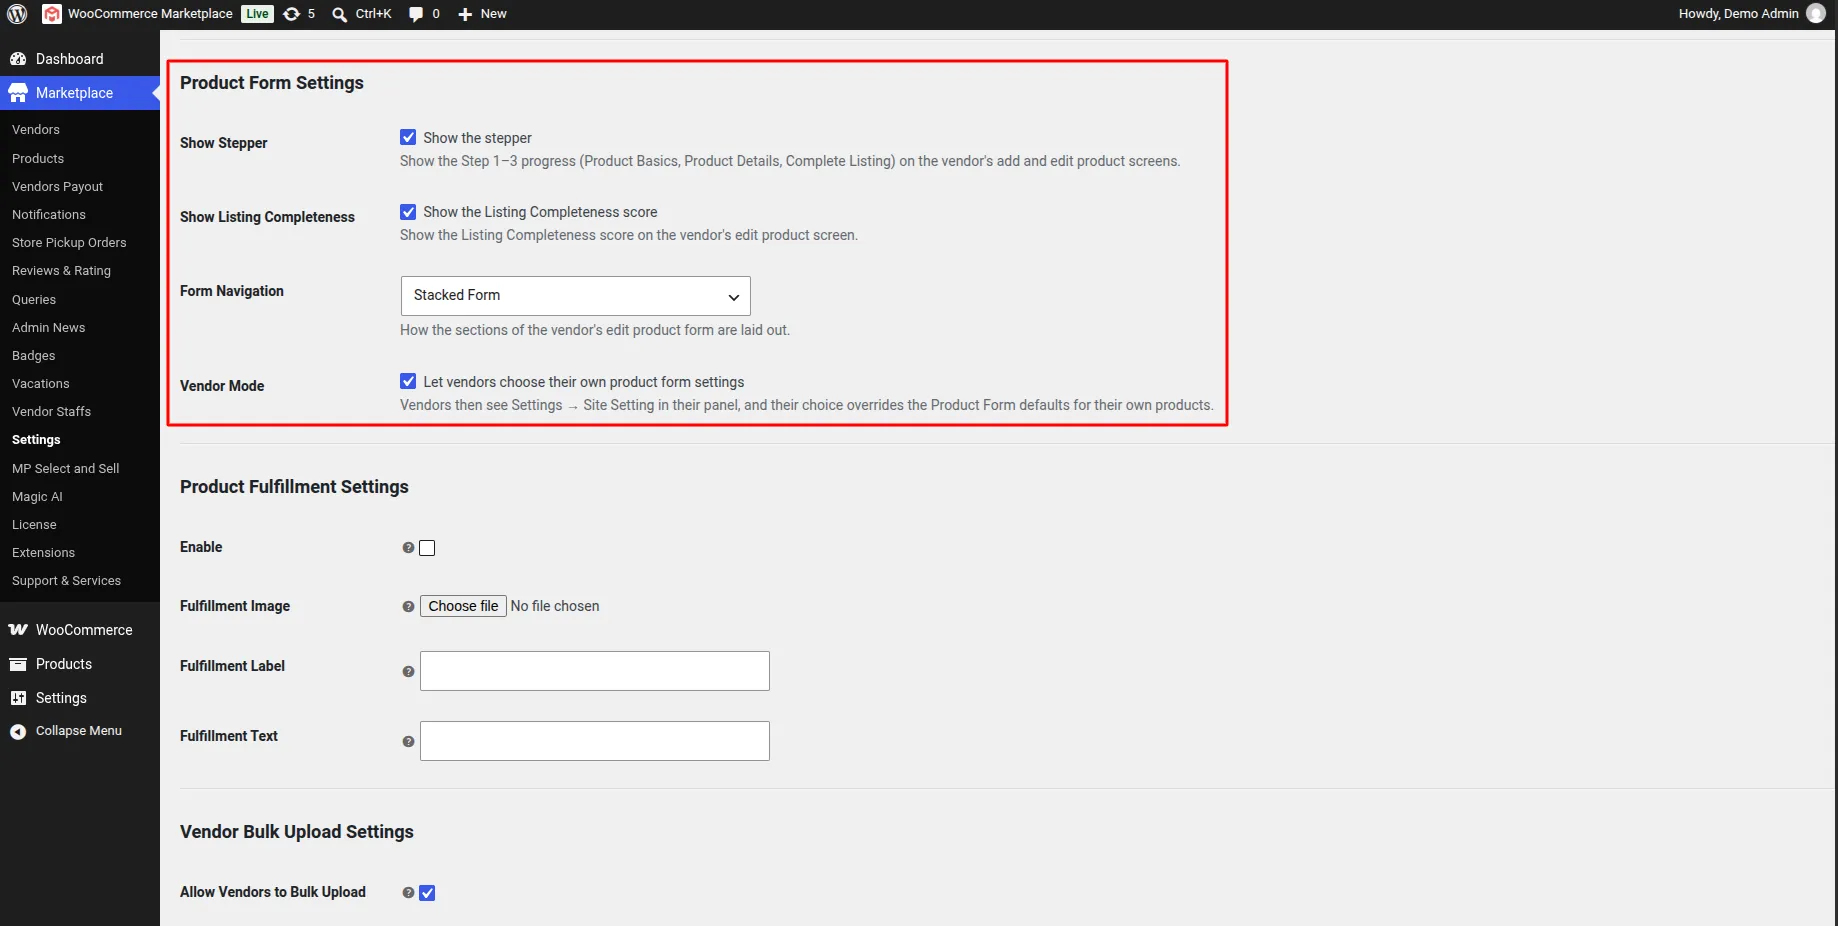 WooCommerce Marketplace Live 5 Ctrl+K 0 New Howdy, Demo Admin
Dashboard
Marketplace
Vendors
Products
Vendors Payout
Notifications
Store Pickup Orders
Reviews & Rating
Queries
Admin News
Badges
Vacations
Vendor Staffs
Settings
MP Select and Sell
Magic AI
License
Extensions
Support & Services
WooCommerce
Products
Settings
Collapse Menu
Product Form Settings
Show Stepper
Show the stepper
Show the Step 1–3 progress (Product Basics, Product Details, Complete Listing) on the vendor's add and edit product screens.
Show Listing Completeness
Show the Listing Completeness score
Show the Listing Completeness score on the vendor's edit product screen.
Form Navigation
Stacked Form
How the sections of the vendor's edit product form are laid out.
Vendor Mode
Let vendors choose their own product form settings
Vendors then see Settings → Site Setting in their panel, and their choice overrides the Product Form defaults for their own products.
Product Fulfillment Settings
Enable
Fulfillment Image
Choose file No file chosen
Fulfillment Label
Fulfillment Text
Vendor Bulk Upload Settings
Allow Vendors to Bulk Upload